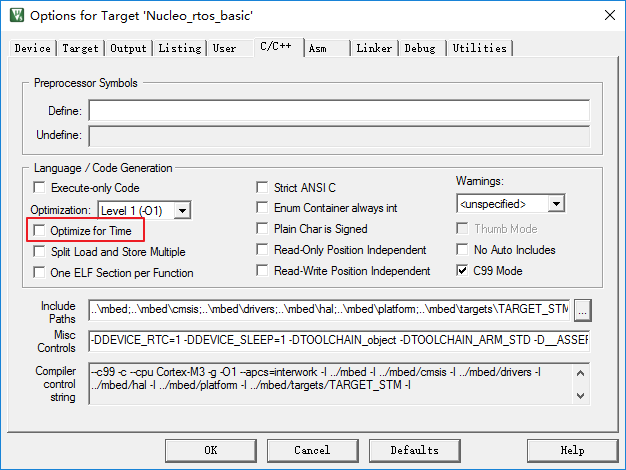 Options for Target 'Nucleo_rtos_basic'
Device Target Output Listing User C/C++ Asm Linker Debug Utilities
Preprocessor Symbols
Define:
Undefine:
Language / Code Generation
Execute-only Code
Optimization: Level 1 (-O1)
Optimize for Time
Split Load and Store Multiple
One ELF Section per Function
Strict ANSI C
Enum Container always int
Plain Char is Signed
Read-Only Position Independent
Read-Write Position Independent
Warnings:
<unspecified>
Thumb Mode
No Auto Includes
C99 Mode
Include Paths
..\mbed;..\mbed\cmsis;..\mbed\drivers;..\mbed\hal;..\mbed\platform;..\mbed\targets\TARGET_STM
...
Misc Controls
-DDEVICE_RTC=1 -DDEVICE_SLEEP=1 -DTOOLCHAIN_object -DTOOLCHAIN_ARM_STD -D__ASSER
Compiler control string
--c99 -c --cpu Cortex-M3 -g -O1 --apcs=interwork -I ../mbed -I ../mbed/cmsis -I ../mbed/drivers -I
../mbed/hal -I ../mbed/platform -I ../mbed/targets/TARGET_STM -I
OK Cancel Defaults Help